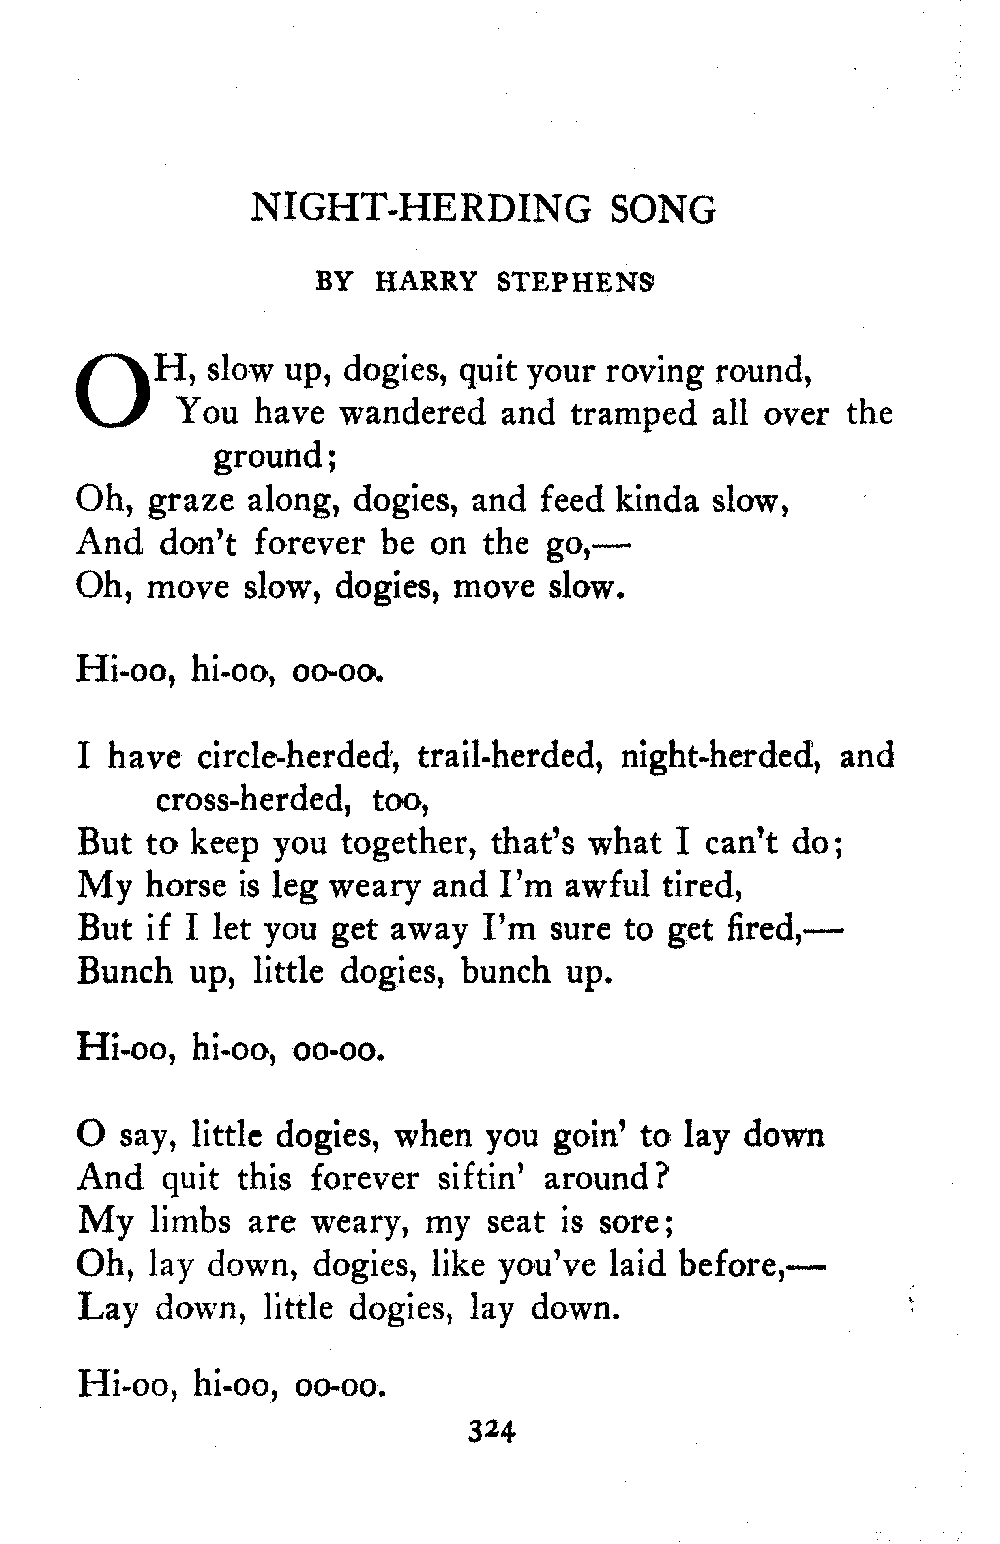 NIGHT-HERDING SONG
BY HARRY STEPHENS
OH, slow up, dogies, quit your roving round,
You have wandered and tramped all over the
ground;
Oh, graze along, dogies, and feed kinda slow,
And don't forever be on the go,—
Oh, move slow, dogies, move slow.
Hi-oo, hi-oo, oo-oo.
I have circle-herded, trail-herded, night-herded, and
cross-herded, too,
But to keep you together, that's what I can't do;
My horse is leg weary and I'm awful tired,
But if I let you get away I'm sure to get fired,—
Bunch up, little dogies, bunch up.
Hi-oo, hi-oo, oo-oo.
O say, little dogies, when you goin' to lay down
And quit this forever siftin' around?
My limbs are weary, my seat is sore;
Oh, lay down, dogies, like you've laid before,—
Lay down, little dogies, lay down.
Hi-oo, hi-oo, oo-oo.
324